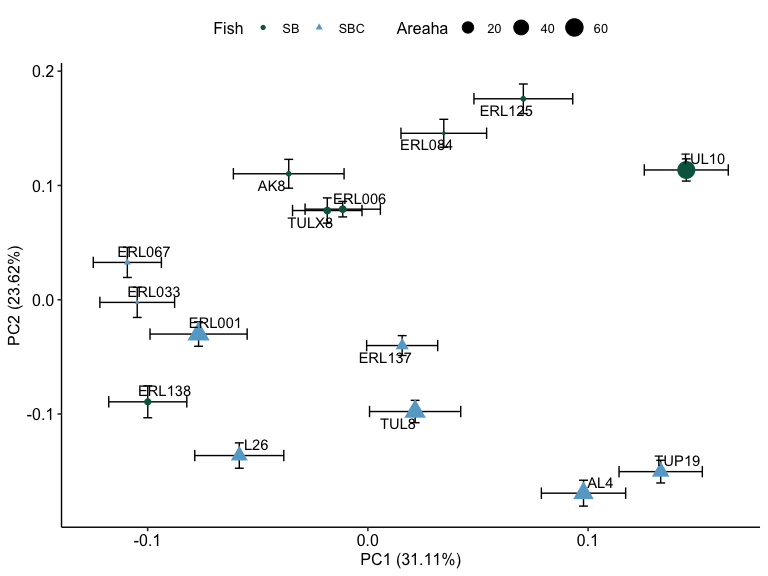 Fish SB SBC Areaha 20 40 60
0.2
ERL125
ERL084
TUL10
AK8
0.1
ERL006
TULX8
ERL067
ERL033
0.0
ERL001
ERL137
ERL138
-0.1
TUL8
L26
TUP19
AL4
PC2 (23.62%)
-0.1 0.0 0.1
PC1 (31.11%)